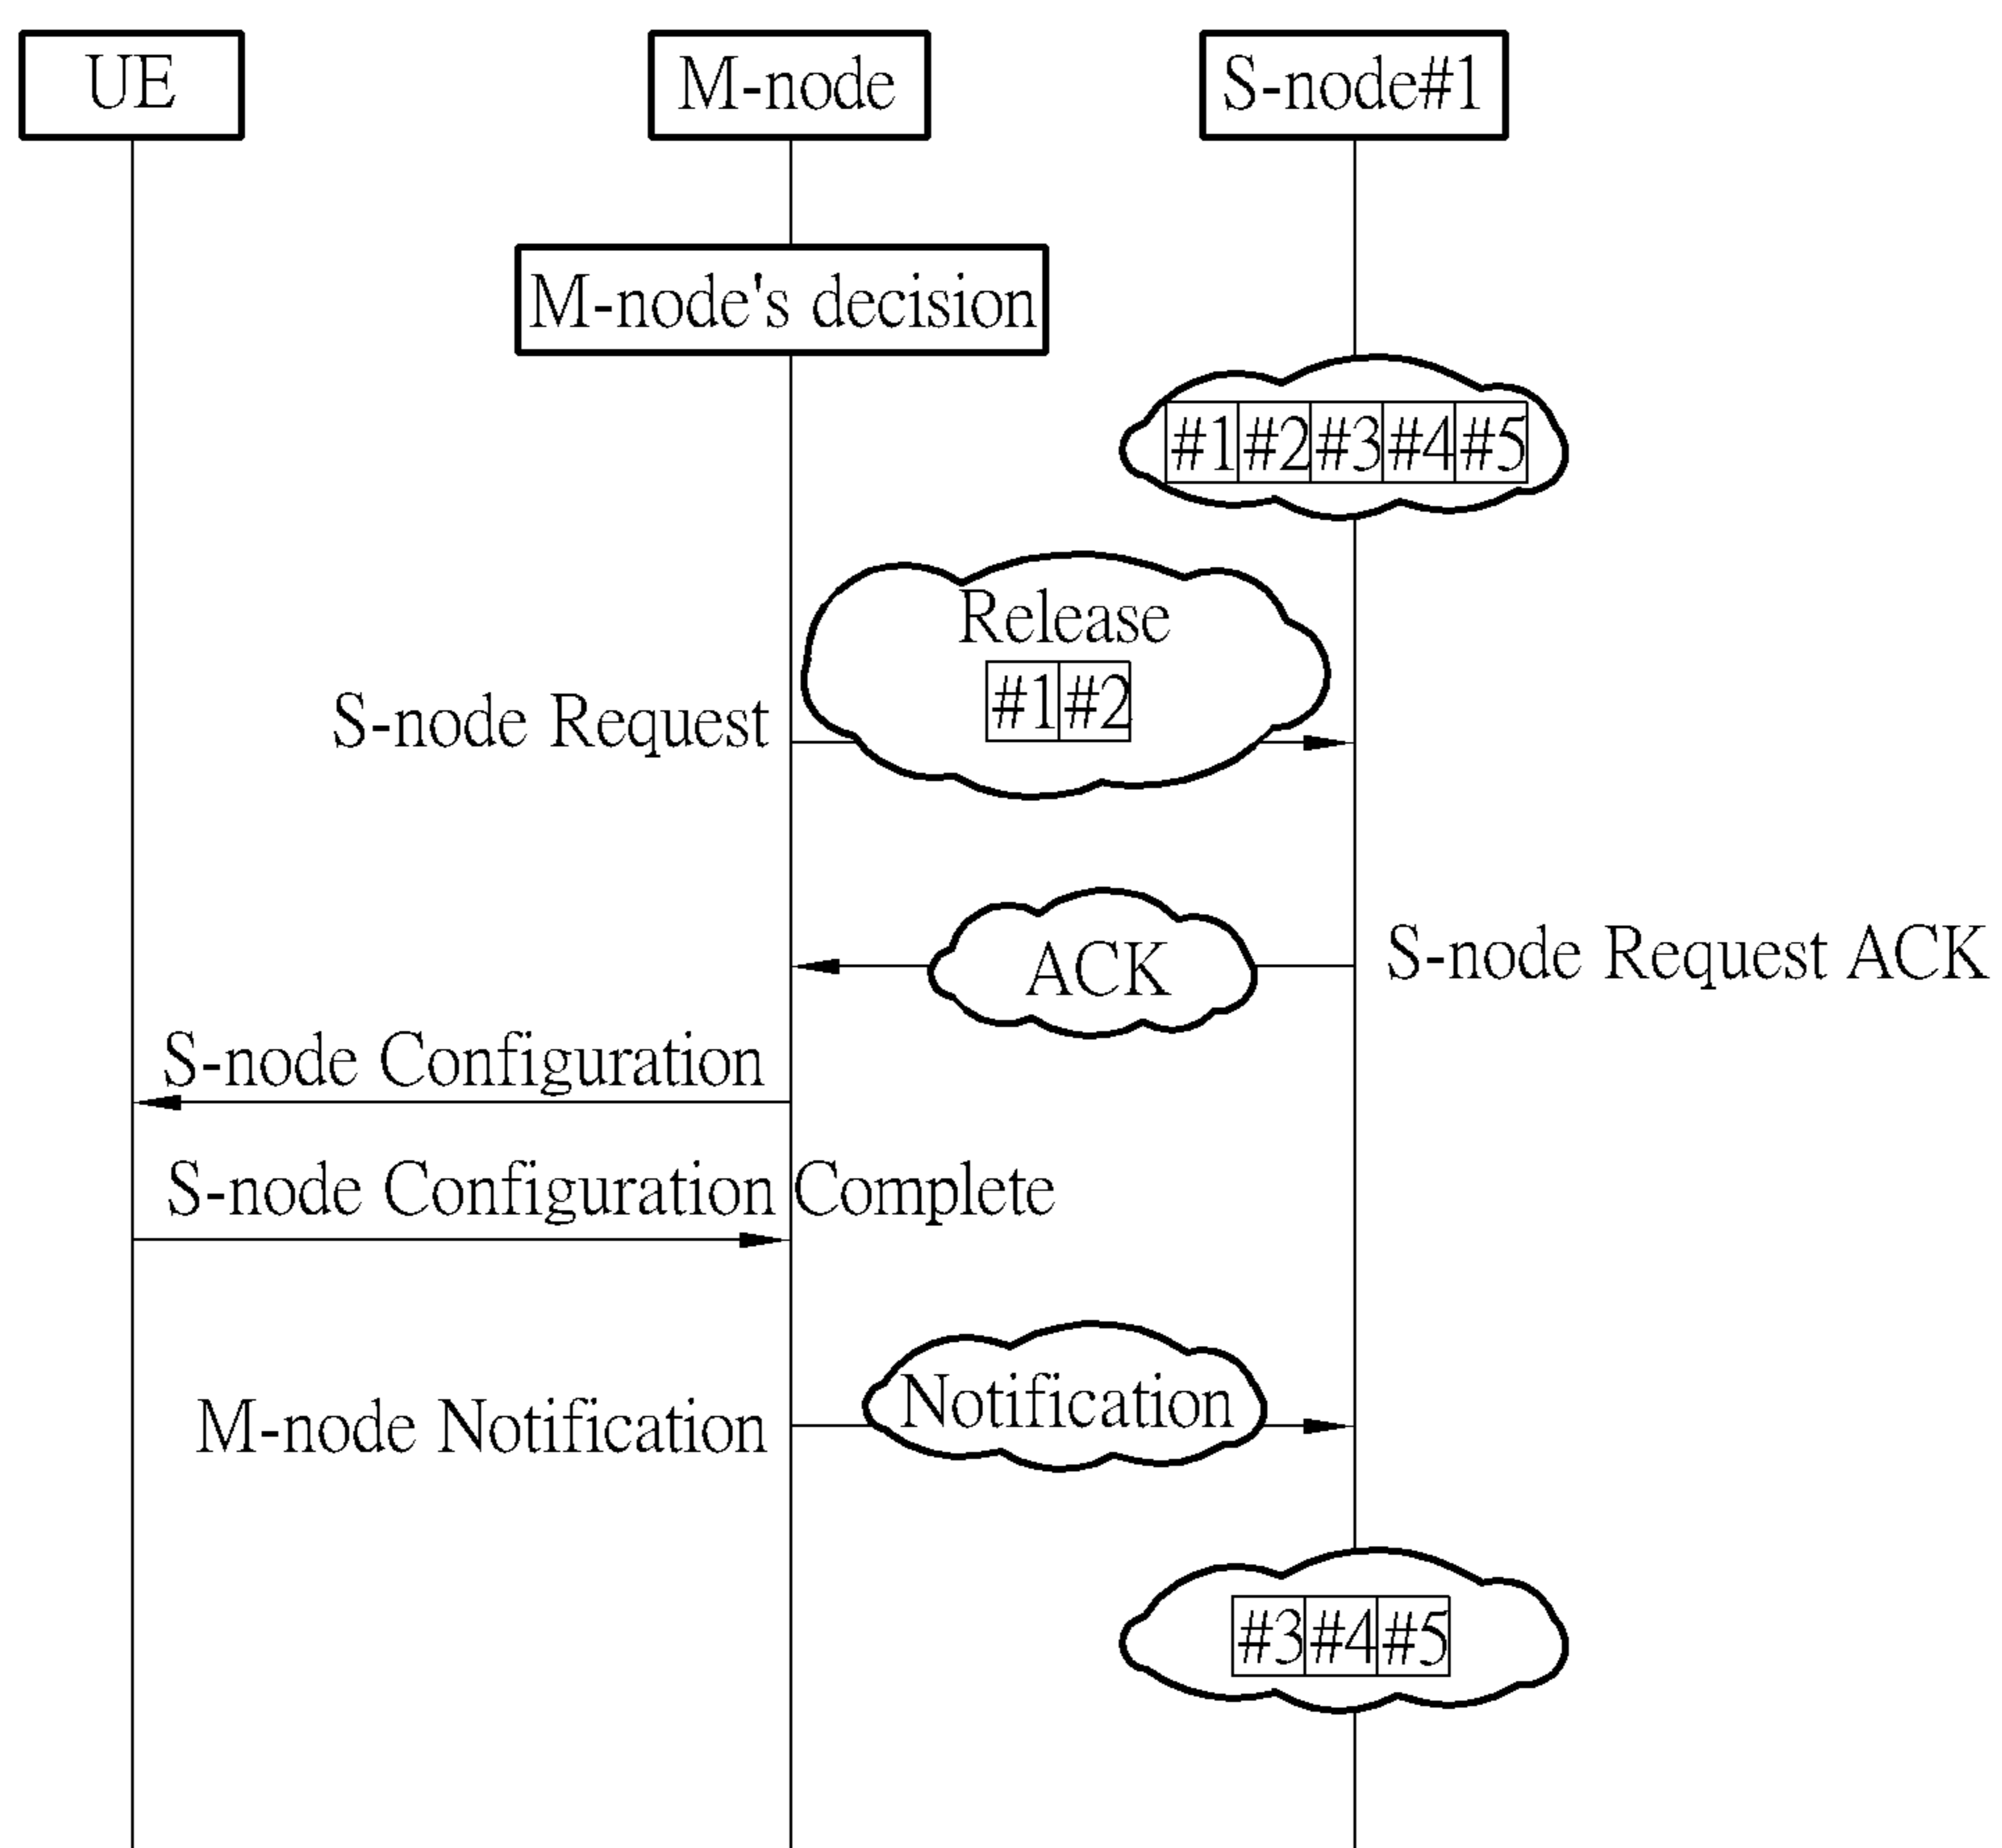 UE
M-node
S-node#1
M-node's decision
#1 #2 #3 #4 #5
Release
#1 #2
S-node Request
ACK
S-node Request ACK
S-node Configuration
S-node Configuration Complete
Notification
M-node Notification
#3 #4 #5